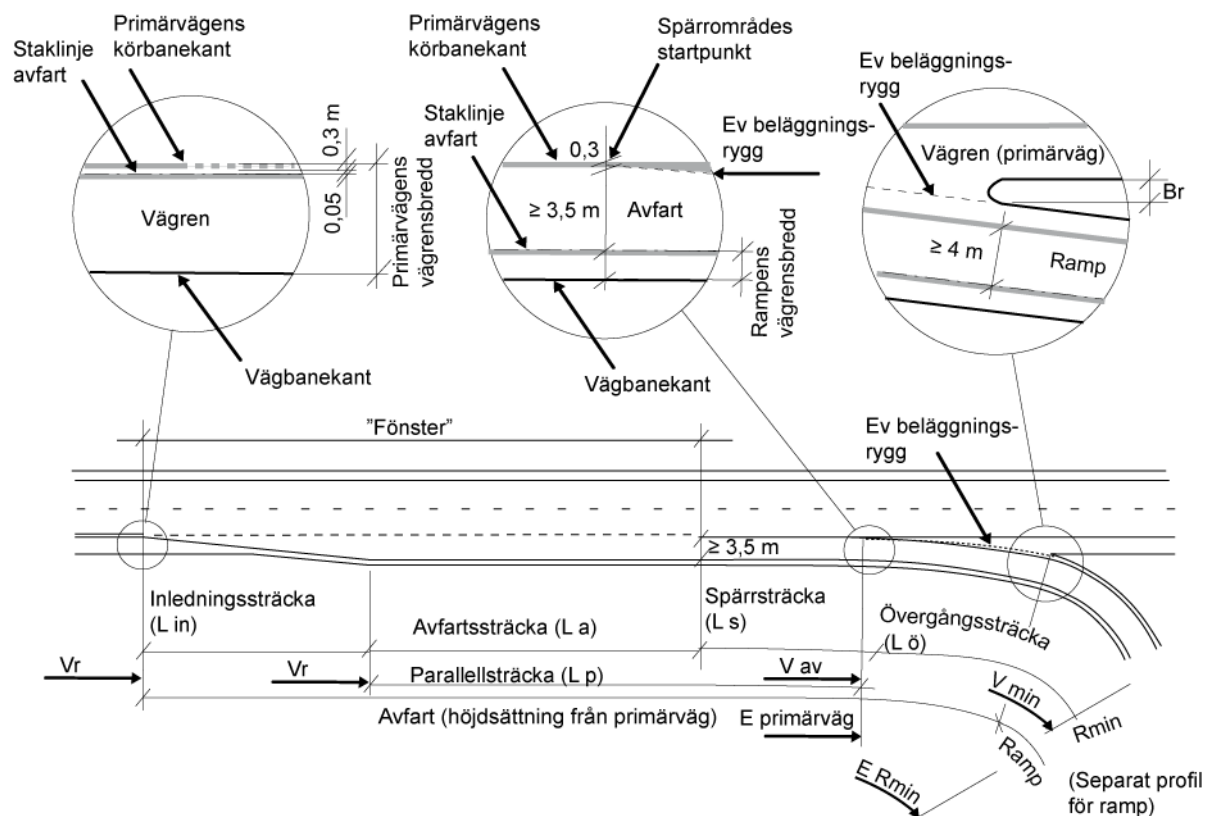 Primärvägens
körbanekant
Staklinje
avfart
0,3 m
0,05
Vägren
Primärvägens
vägrensbredd
Vägbanekant
Primärvägens
körbanekant
Spärrområdes
startpunkt
Staklinje
avfart
0,3
Ev beläggnings-
rygg
≥ 3,5 m
Avfart
Rampens
vägrensbredd
Vägbanekant
Ev beläggnings-
rygg
Vägren (primärväg)
Br
≥ 4 m
Ramp
"Fönster"
Ev beläggnings-
rygg
≥ 3,5 m
Inledningssträcka
(L in)
Avfartssträcka (L a)
Spärrsträcka
(L s)
Övergångssträcka
(L ö)
Vr
Vr
Parallellsträcka (L p)
V av
V min
Rmin
Avfart (höjdsättning från primärväg)
E primärväg
Ramp
E Rmin
(Separat profil
för ramp)